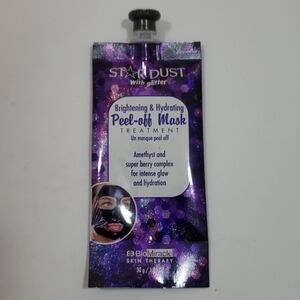 STARDUST
With glitter
Brightening & Hydrating
Peel-off Mask
TREATMENT
Un masque peel off
Amethyst and
super berry complex
for intense glow
and hydration
BioMiracle
SKIN THERAPY
30 g /